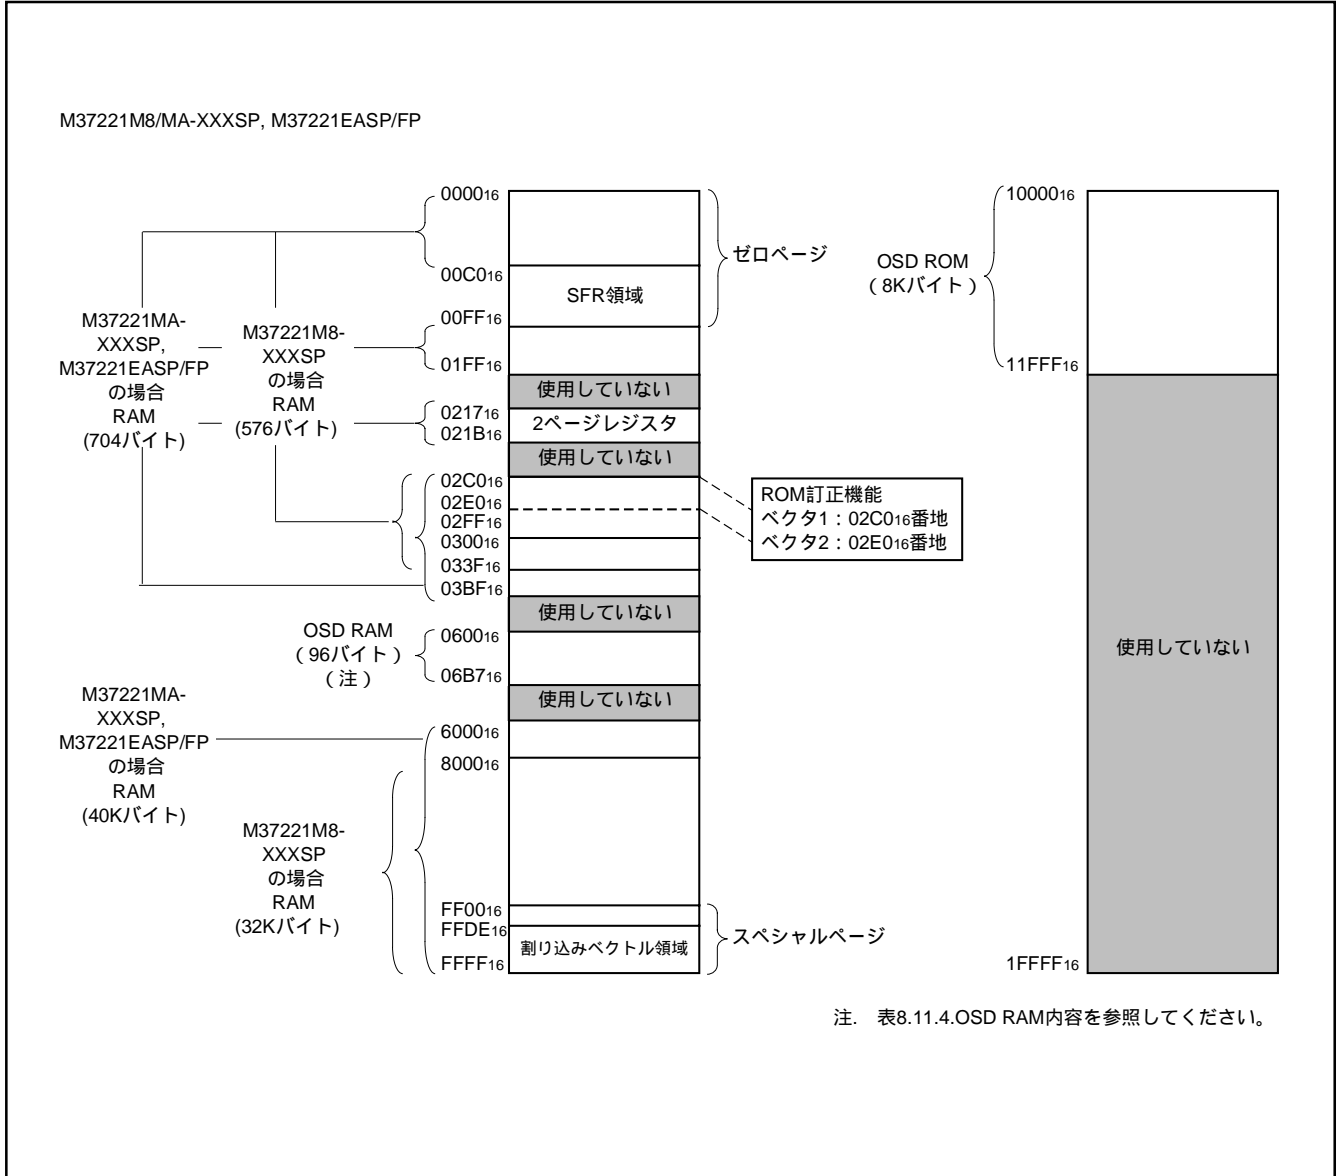 M37221M8/MA-XXXSP, M37221EASP/FP
M37221MA-
XXXSP,
M37221EASP/FP
の場合
RAM
(704バイト)
M37221M8-
XXXSP
の場合
RAM
(576バイト)
000016
00C016
00FF16
01FF16
021716
021B16
02C016
02E016
02FF16
030016
033F16
03BF16
SFR領域
使用していない
2ページレジスタ
使用していない
使用していない
ゼロページ
ROM訂正機能
ベクタ1：02C016番地
ベクタ2：02E016番地
OSD RAM
（96バイト）
（注）
060016
06B716
使用していない
M37221MA-
XXXSP,
M37221EASP/FP
の場合
RAM
(40Kバイト)
M37221M8-
XXXSP
の場合
RAM
(32Kバイト)
600016
800016
FF0016
FFDE16
FFFF16
割り込みベクトル領域
スペシャルページ
OSD ROM
（8Kバイト）
1000016
11FFF16
使用していない
1FFFF16
注. 表8.11.4.OSD RAM内容を参照してください。